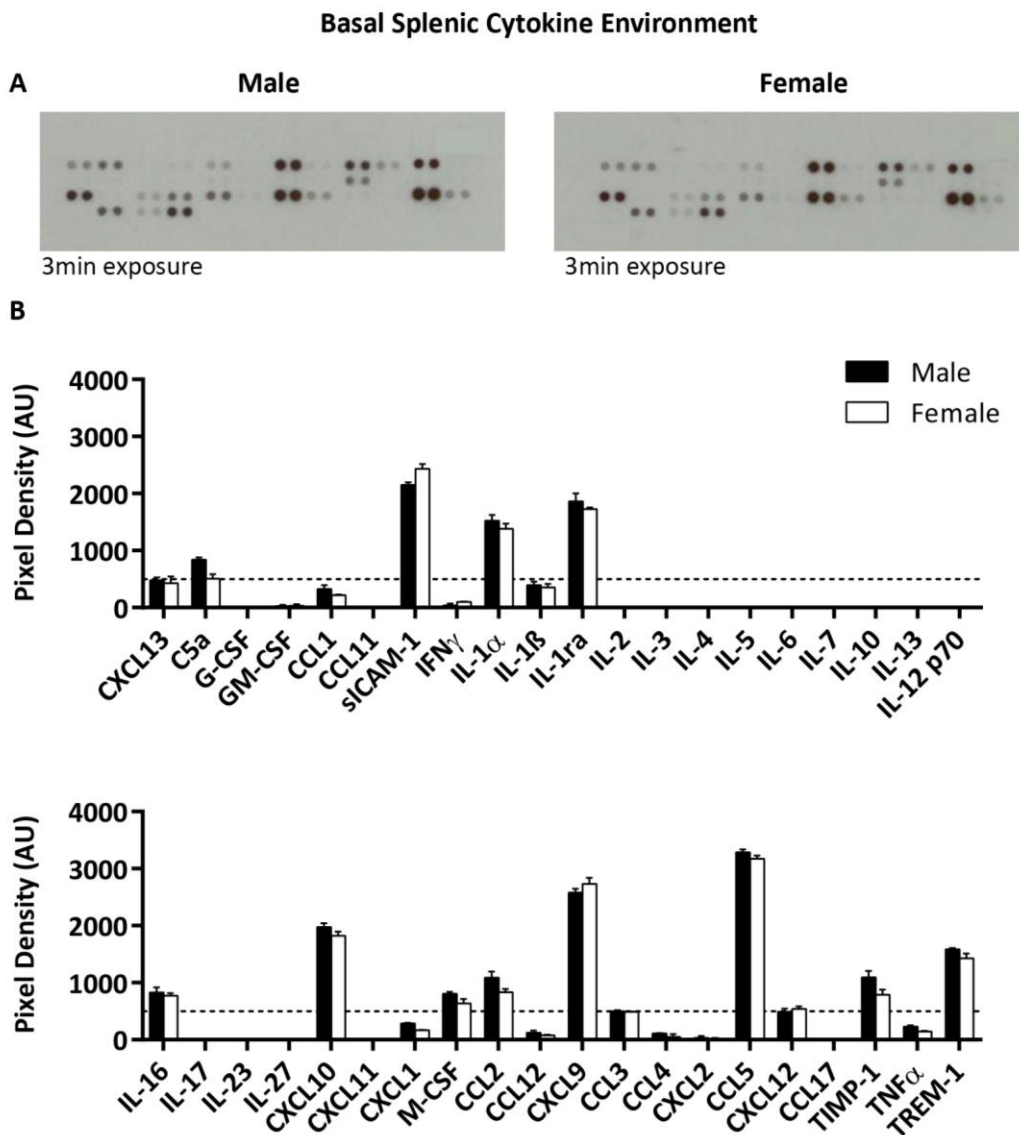 Basal Splenic Cytokine Environment
A
Male
Female
3min exposure
3min exposure
B
Male
Female
Pixel Density (AU)
4000
3000
2000
1000
0
CXCL13
C5a
G-CSF
GM-CSF
CCL1
CCL11
sICAM-1
IFNγ
IL-1α
IL-1ß
IL-1ra
IL-2
IL-3
IL-4
IL-5
IL-6
IL-7
IL-10
IL-13
IL-12 p70
Pixel Density (AU)
4000
3000
2000
1000
0
IL-16
IL-17
IL-23
IL-27
CXCL10
CXCL11
CXCL1
M-CSF
CCL2
CCL12
CXCL9
CCL3
CCL4
CXCL2
CCL5
CXCL12
CCL17
TIMP-1
TNFα
TREM-1